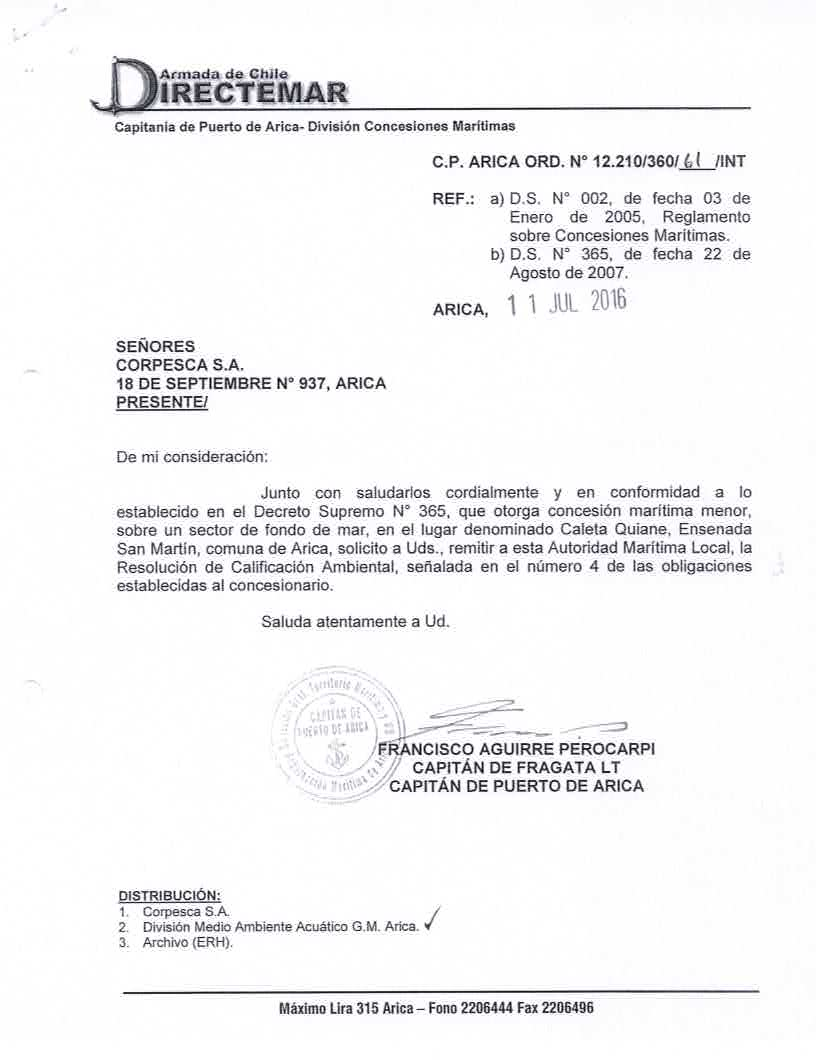 Armada de Chile
DIRECTEMAR
Capitania de Puerto de Arica- División Concesiones Marítimas
C.P. ARICA ORD. N° 12.210/360/ 61 /INT
REF.: a) D.S. N° 002, de fecha 03 de
Enero de 2005, Reglamento
sobre Concesiones Marítimas.
b) D.S. N° 365, de fecha 22 de
Agosto de 2007.
ARICA, 11 JUL 2016
SEÑORES
CORPESCA S.A.
18 DE SEPTIEMBRE N° 937, ARICA
PRESENTE/
De mi consideración:
Junto con saludarlos cordialmente y en conformidad a lo
establecido en el Decreto Supremo N° 365, que otorga concesión marítima menor,
sobre un sector de fondo de mar, en el lugar denominado Caleta Quiane, Ensenada
San Martín, comuna de Arica, solicito a Uds., remitir a esta Autoridad Marítima Local, la
Resolución de Calificación Ambiental, señalada en el número 4 de las obligaciones
establecidas al concesionario.
Saluda atentamente a Ud.
Territorio Marítimo
CAPITAN DE
PUERTO DE ARICA
FRANCISCO AGUIRRE PEROCARPI
CAPITÁN DE FRAGATA LT
CAPITÁN DE PUERTO DE ARICA
DISTRIBUCIÓN:
1. Corpesca S.A.
2. División Medio Ambiente Acuático G.M. Arica.
3. Archivo (ERH).
Máximo Lira 315 Arica – Fono 2206444 Fax 2206496